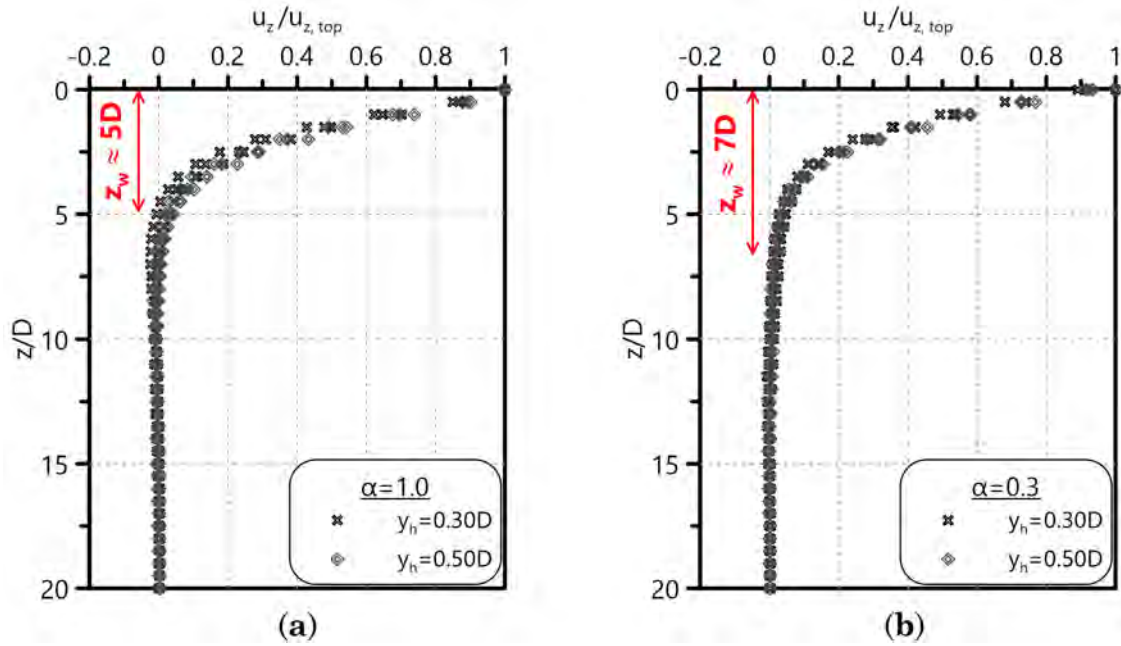 u_z/u_z, top
-0.2 0 0.2 0.4 0.6 0.8 1
0
5
10
15
20
z/D
z_w ≈ 5D
α=1.0
y_h=0.30D
y_h=0.50D
(a)
u_z/u_z, top
-0.2 0 0.2 0.4 0.6 0.8 1
0
5
10
15
20
z/D
z_w ≈ 7D
α=0.3
y_h=0.30D
y_h=0.50D
(b)